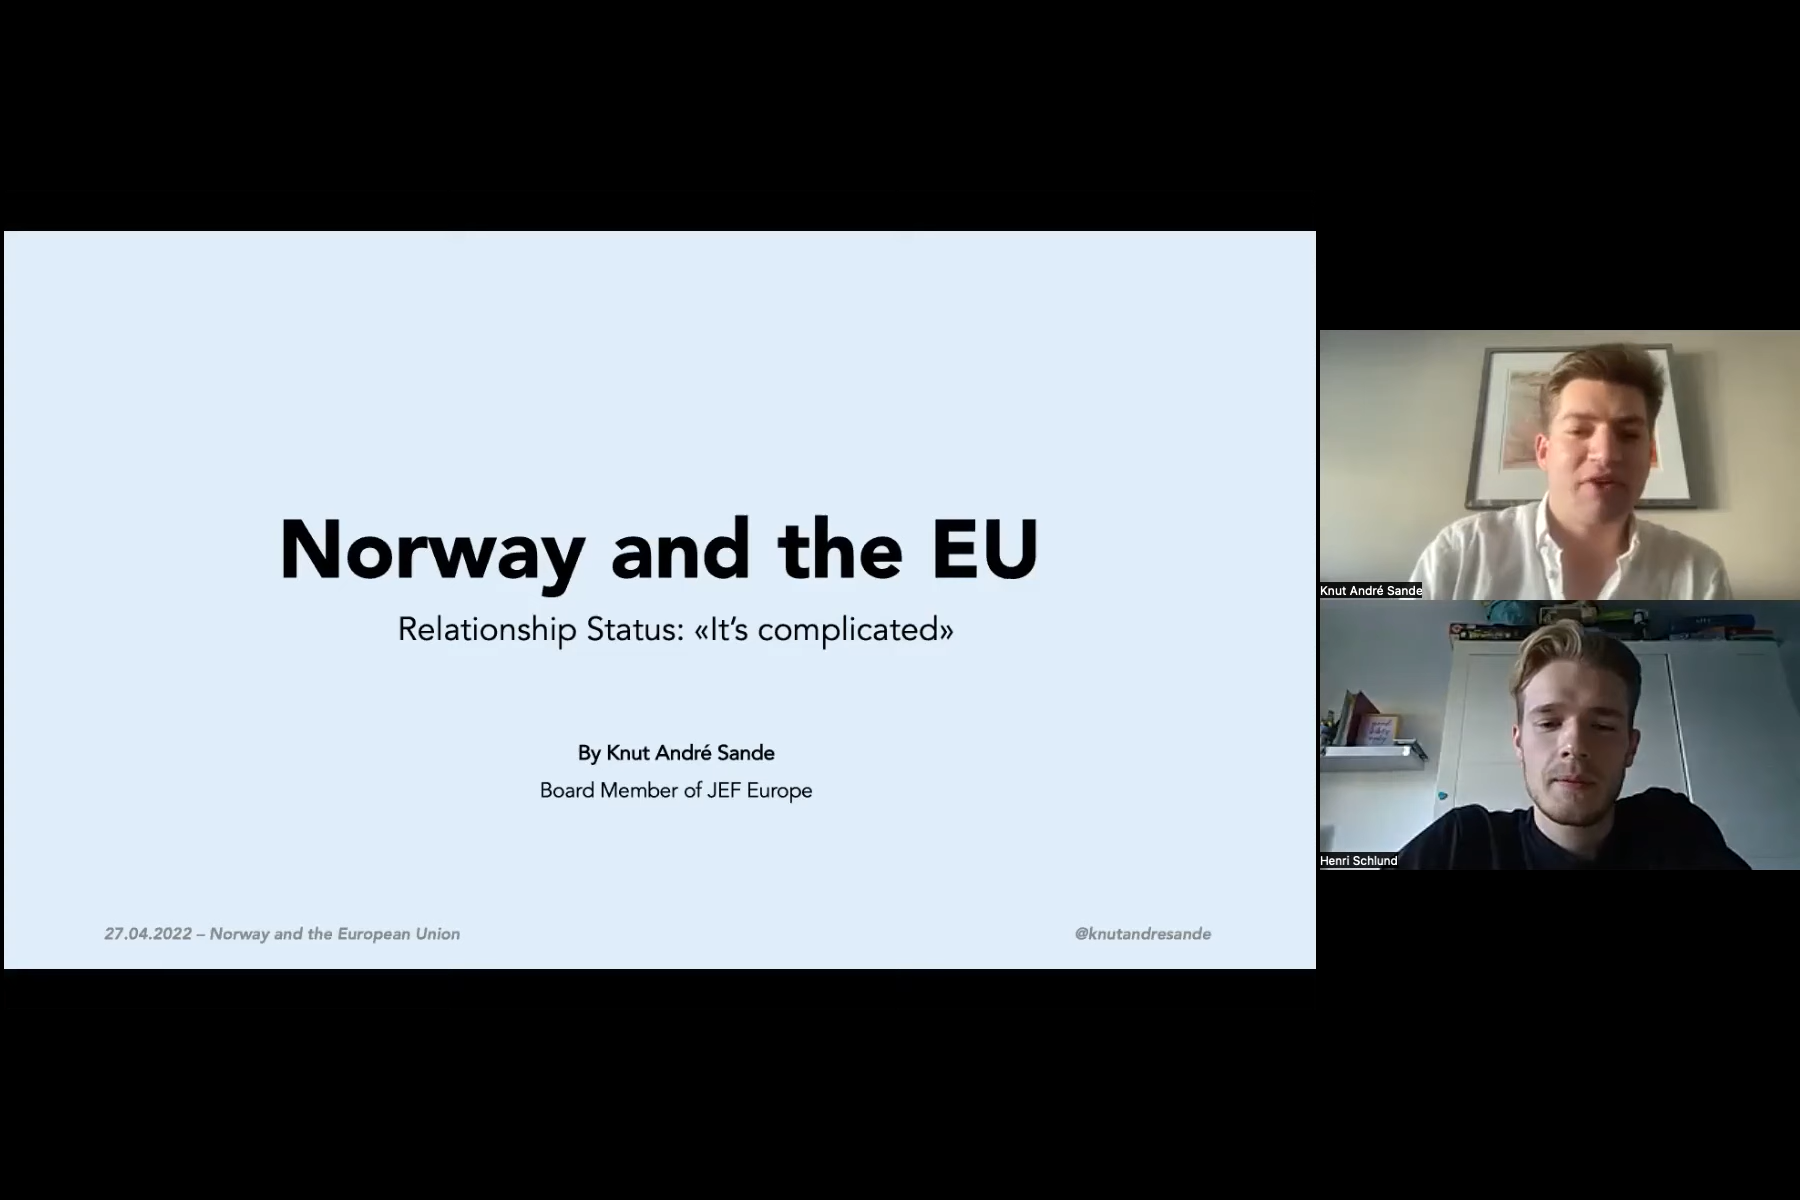 Norway and the EU
Relationship Status: «It's complicated»
By Knut André Sande
Board Member of JEF Europe
27.04.2022 – Norway and the European Union
@knutandresande
Knut André Sande
Henri Schlund